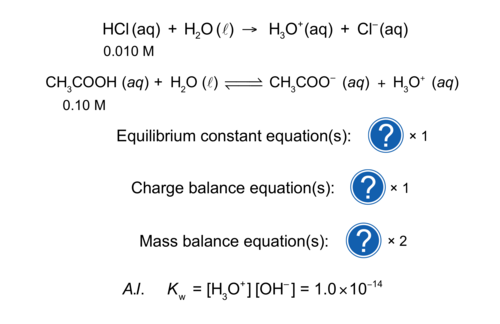 HCl (aq) + H₂O (ℓ) → H₃O⁺(aq) + Cl⁻(aq)
0.010 M
CH₃COOH (aq) + H₂O (ℓ) ⇌ CH₃COO⁻ (aq) + H₃O⁺ (aq)
0.10 M
Equilibrium constant equation(s): ? × 1
Charge balance equation(s): ? × 1
Mass balance equation(s): ? × 2
A.I. K_w = [H₃O⁺] [OH⁻] = 1.0 × 10⁻¹⁴